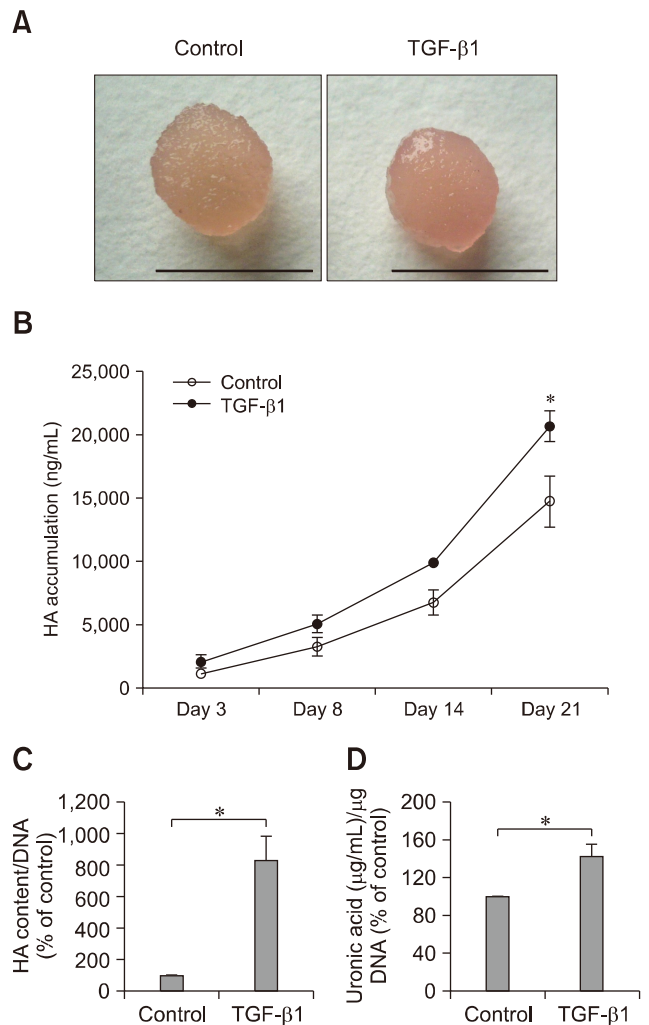 A
Control
TGF-β1
B
HA accumulation (ng/mL)
25,000
20,000
15,000
10,000
5,000
0
Control
TGF-β1
*
Day 3
Day 8
Day 14
Day 21
C
HA content/DNA
(% of control)
1,200
1,000
800
600
400
200
0
*
Control
TGF-β1
D
Uronic acid (μg/mL)/μg
DNA (% of control)
200
160
120
80
40
0
*
Control
TGF-β1